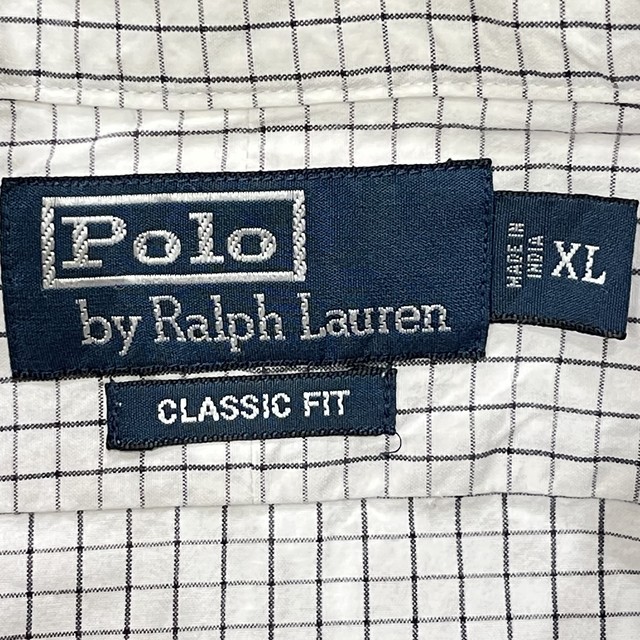 Polo
by Ralph Lauren
MADE IN
INDIA
XL
CLASSIC FIT